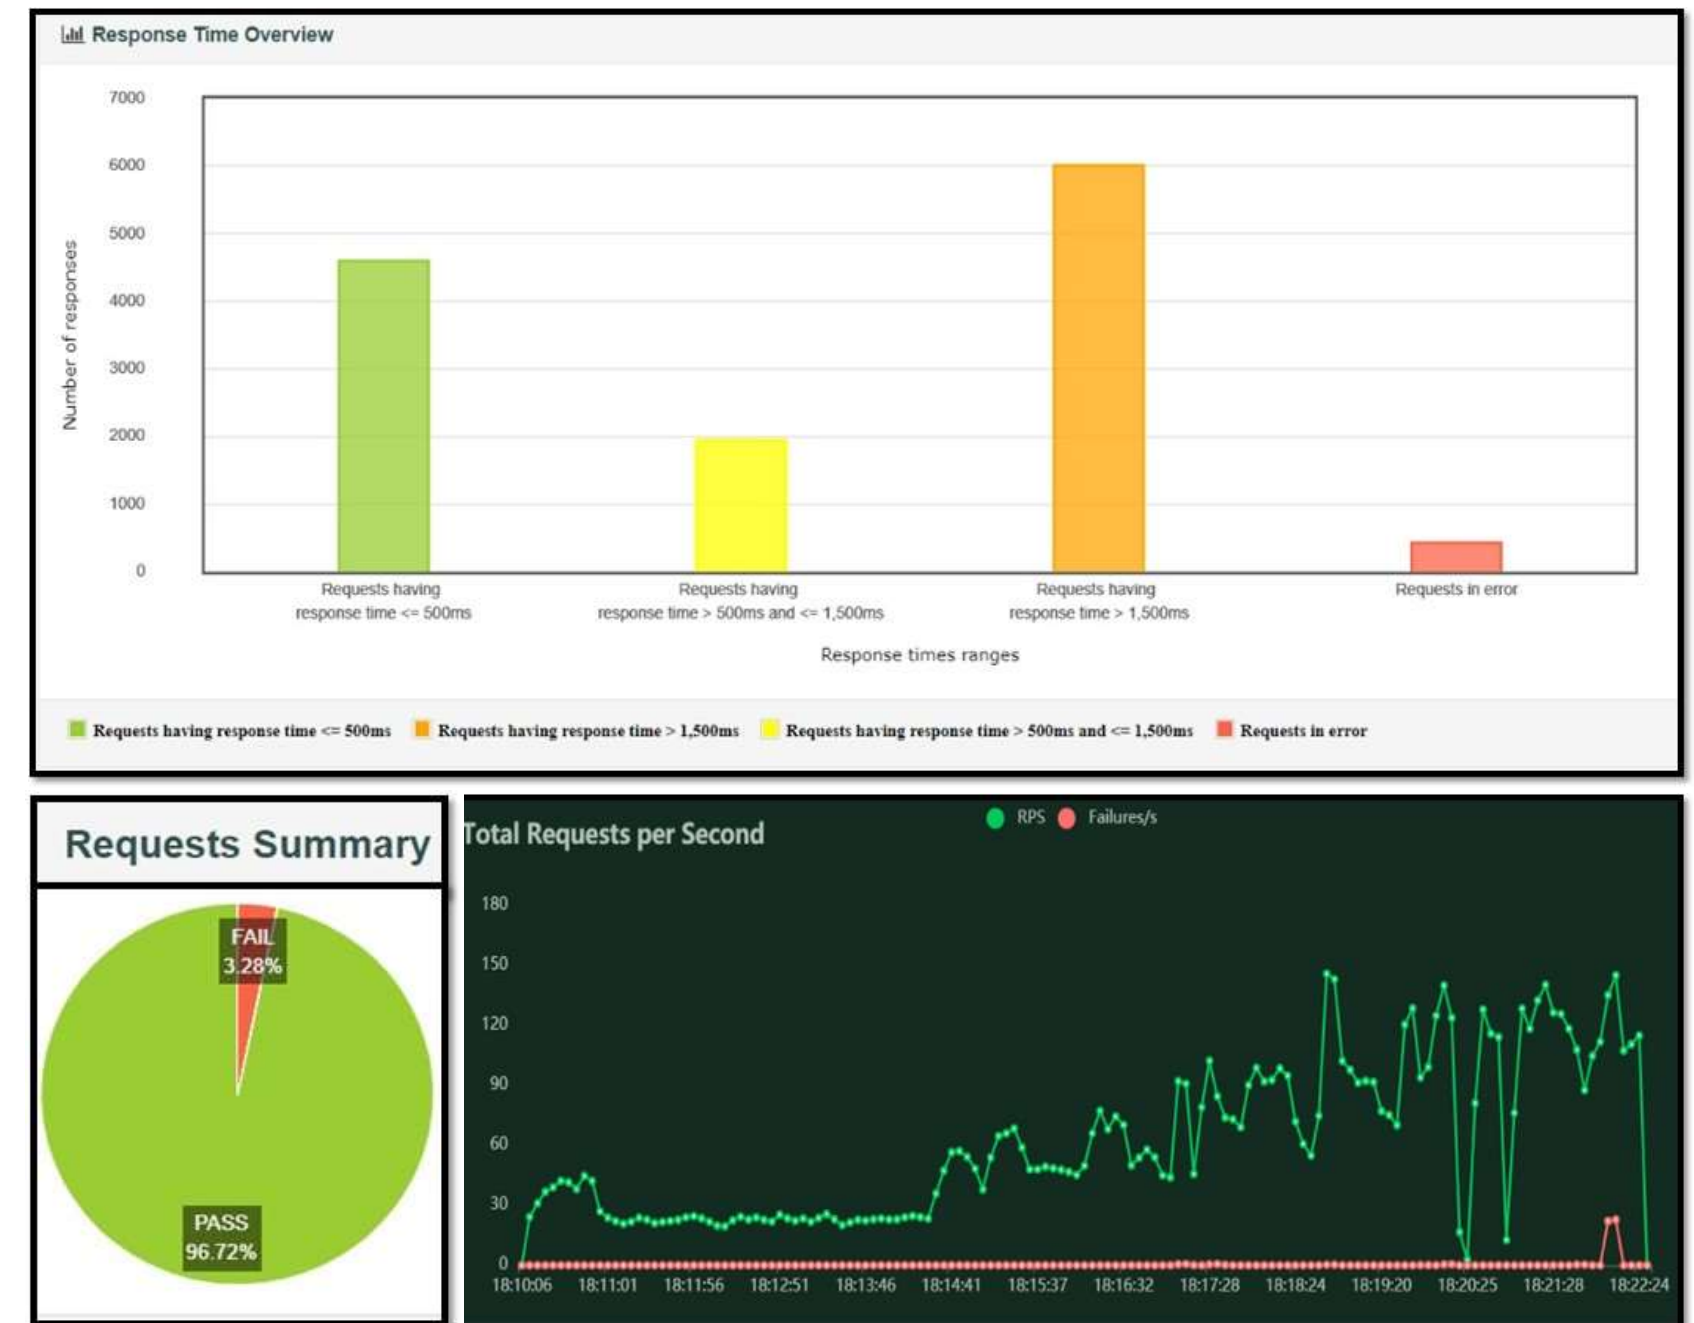 Response Time Overview
7000
6000
5000
4000
3000
2000
1000
0
Number of responses
Requests having
response time <= 500ms
Requests having
response time > 500ms and <= 1,500ms
Requests having
response time > 1,500ms
Requests in error
Response times ranges
Requests having response time <= 500ms
Requests having response time > 1,500ms
Requests having response time > 500ms and <= 1,500ms
Requests in error
Requests Summary
FAIL
3.28%
PASS
96.72%
Total Requests per Second
RPS
Failures/s
180
150
120
90
60
30
0
18:10:06
18:11:01
18:11:56
18:12:51
18:13:46
18:14:41
18:15:37
18:16:32
18:17:28
18:18:24
18:19:20
18:20:25
18:21:28
18:22:24